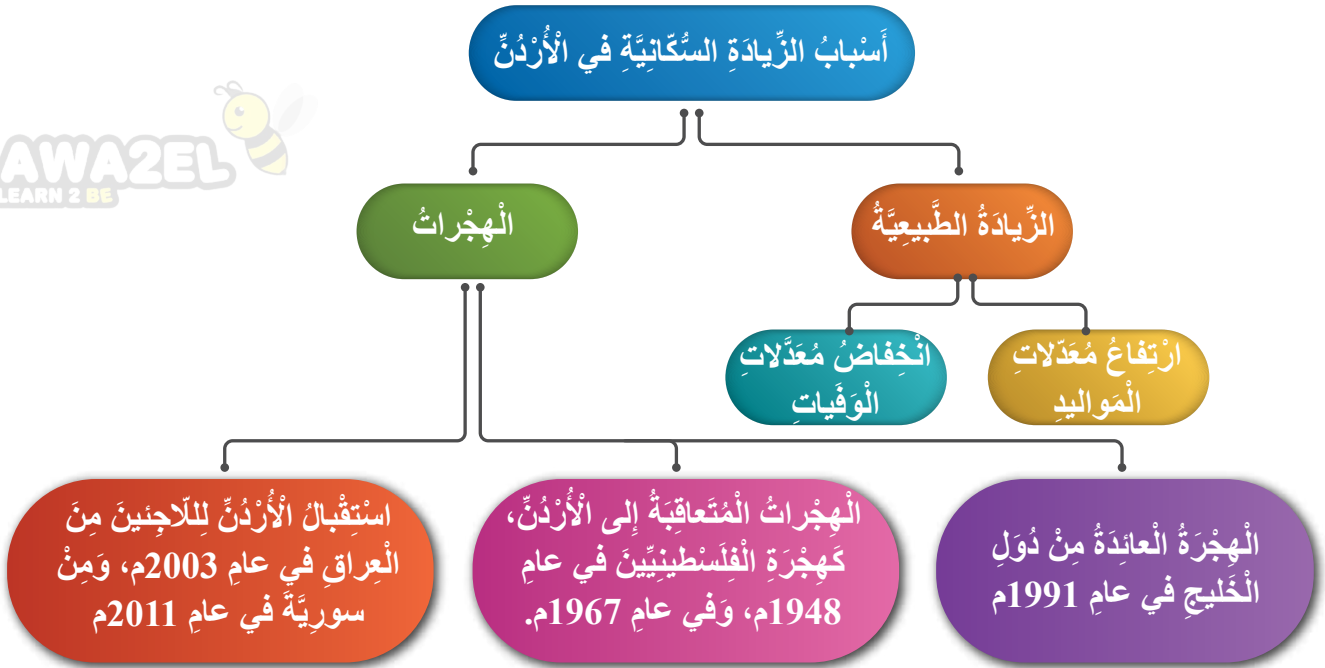 أَسْبابُ الزِّيادَةِ السُّكّانِيَّةِ في الْأُرْدُنِّ
AWA2EL
LEARN 2 BE
الزِّيادَةُ الطَّبيعِيَّةُ
الْهِجْراتُ
ارْتِفاعُ مُعَدّلاتِ
الْمَواليدِ
انْخِفاضُ مُعَدَّلاتِ
الْوَفَياتِ
الْهِجْرَةُ الْعائِدَةُ مِنْ دُوَلِ
الْخَليجِ في عامِ 1991م
الْهِجْراتُ الْمُتَعاقِبَةُ إِلى الْأُرْدُنِّ،
كَهِجْرَةِ الْفِلَسْطينِيِّينَ في عامِ
1948م، وَفي عامِ 1967م.
اسْتِقْبالُ الْأُرْدُنِّ لِلّاجِئينَ مِنَ
الْعِراقِ في عامِ 2003م، وَمِنْ
سورِيَّةَ في عامِ 2011م